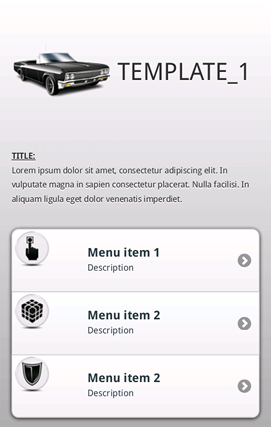 TEMPLATE_1
TITLE:
Lorem ipsum dolor sit amet, consectetur adipiscing elit. In
vulputate magna in sapien consectetur placerat. Nulla facilisi. In
aliquam ligula eget dolor venenatis imperdiet.
Menu item 1
Description
Menu item 2
Description
Menu item 2
Description